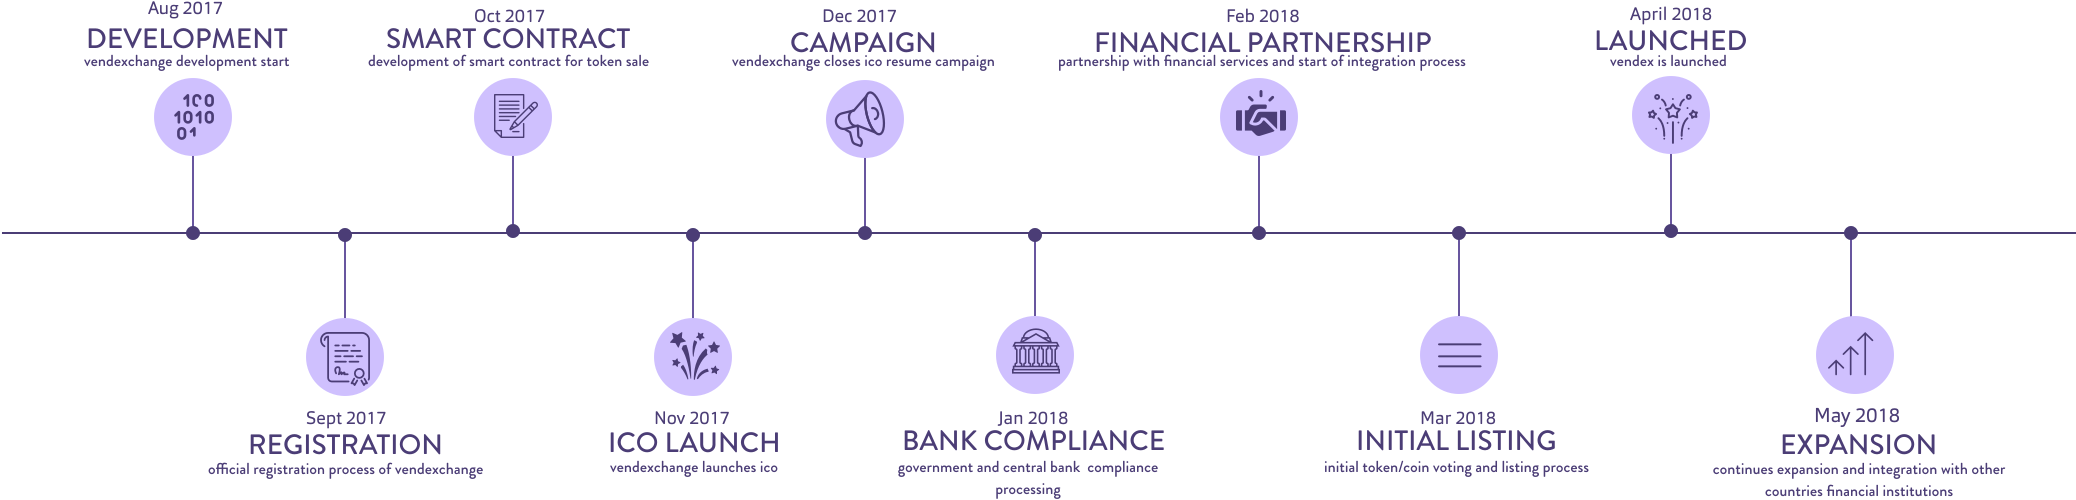 Aug 2017
DEVELOPMENT
vendexchange development start
100
1010
01
Oct 2017
SMART CONTRACT
development of smart contract for token sale
Dec 2017
CAMPAIGN
vendexchange closes ico resume campaign
Feb 2018
FINANCIAL PARTNERSHIP
partnership with financial services and start of integration process
April 2018
LAUNCHED
vendex is launched
Sept 2017
REGISTRATION
official registration process of vendexchange
Nov 2017
ICO LAUNCH
vendexchange launches ico
Jan 2018
BANK COMPLIANCE
government and central bank compliance
processing
Mar 2018
INITIAL LISTING
initial token/coin voting and listing process
May 2018
EXPANSION
continues expansion and integration with other
countries financial institutions